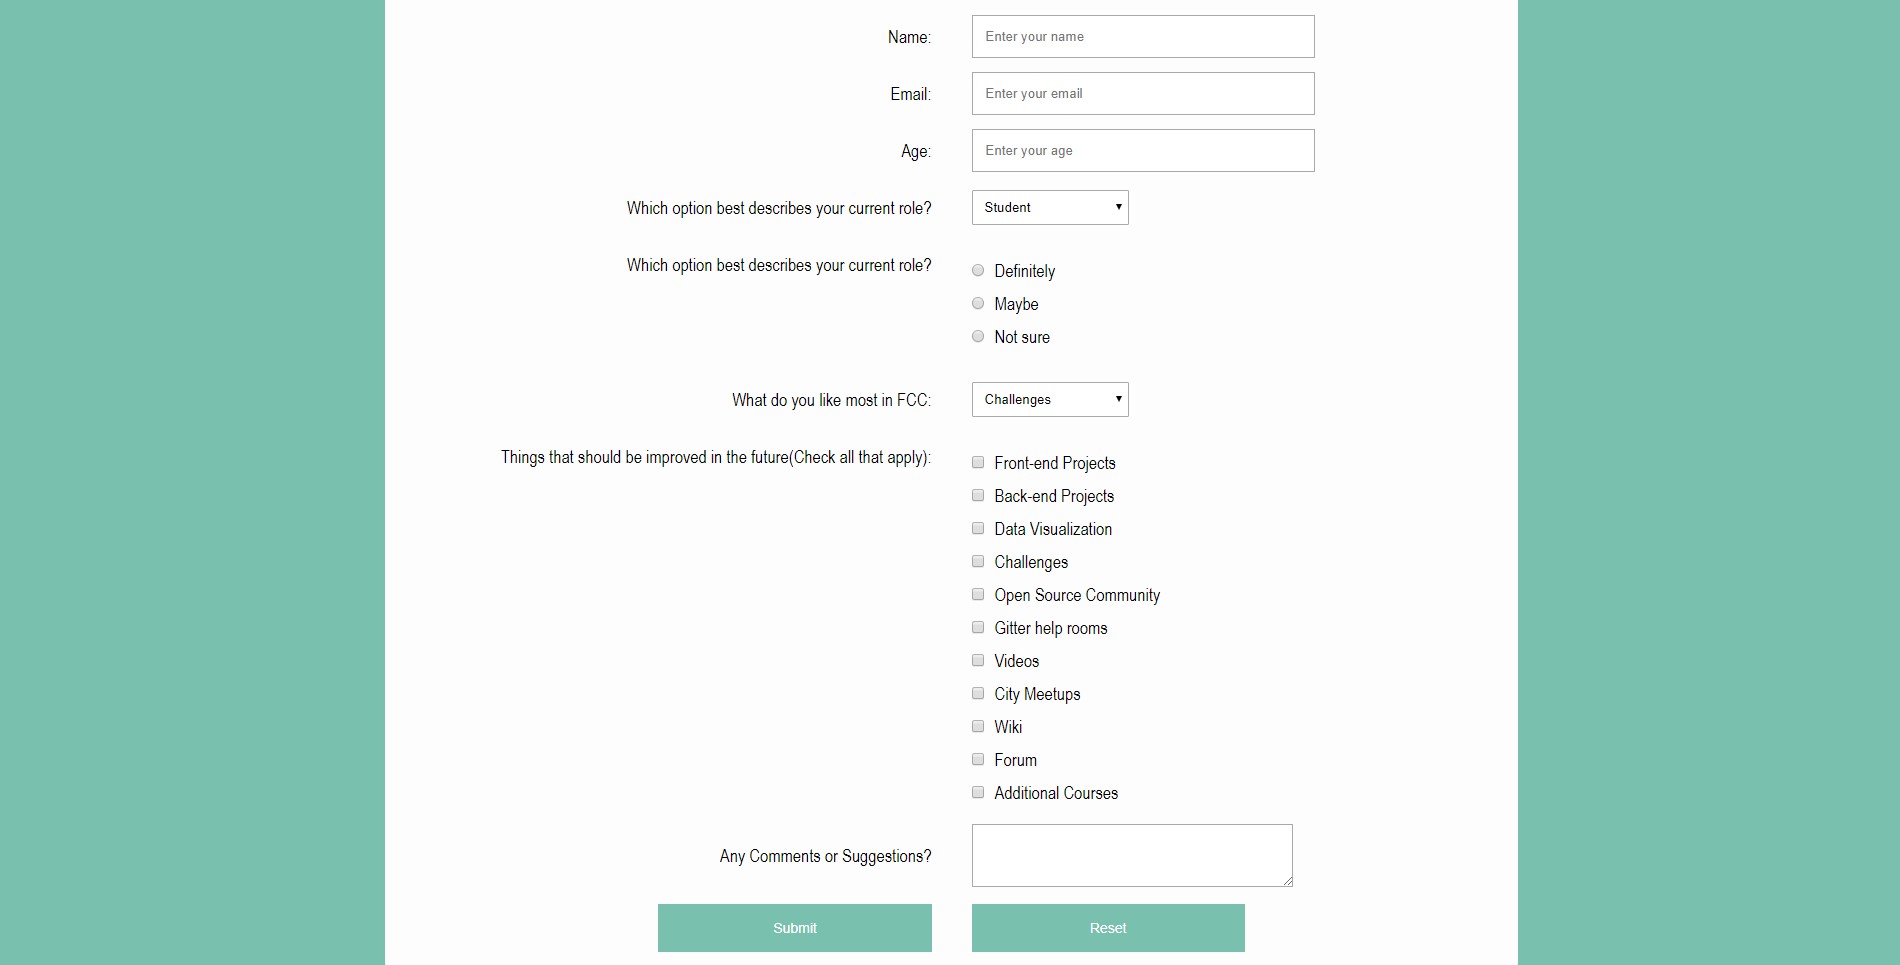 Name: Enter your name
Email: Enter your email
Age: Enter your age
Which option best describes your current role? Student
Which option best describes your current role? Definitely
Maybe
Not sure
What do you like most in FCC: Challenges
Things that should be improved in the future(Check all that apply): Front-end Projects
Back-end Projects
Data Visualization
Challenges
Open Source Community
Gitter help rooms
Videos
City Meetups
Wiki
Forum
Additional Courses
Any Comments or Suggestions?
Submit Reset